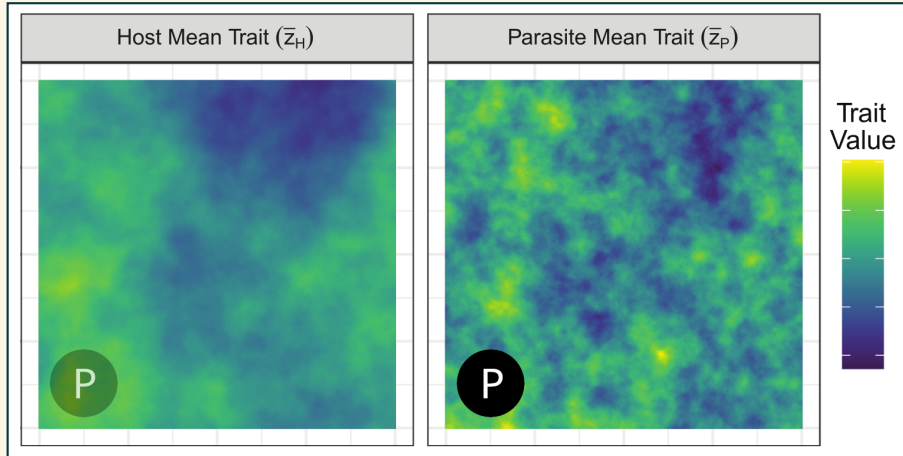 Host Mean Trait (z̄H)
Parasite Mean Trait (z̄P)
Trait
Value
P
P